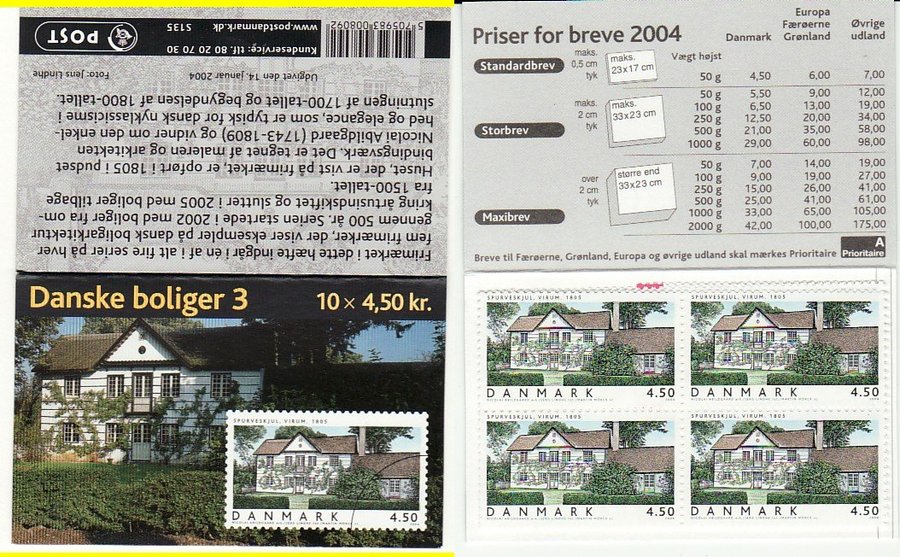 Frimærket i dette hæfte indgår i en af i alt fire serier på hver
fem frimærker, der viser eksempler på dansk boligarkitektur
gennem 500 år. Serien startede i 2002 med boliger fra om-
kring årtusindskiftet og slutter i 2005 med boliger tilbage
fra 1500-tallet.
Huset, der er vist på frimærket, er opført i 1805 i pudset
bindingsværk. Det er tegnet af maleren og arkitekten
Nicolai Abildgaard (1743-1809) og vidner om den enkel-
hed og elegance, som er typisk for dansk nyklassicisme i
slutningen af 1700-tallet og begyndelsen af 1800-tallet.
Udgivet den 14. januar 2004 Foto: Jens Lindhe
Kundeservice: tlf. 80 20 70 30
www.postdanmark.dk S135
5 705983 008092
POST
Danske boliger 3 10 × 4,50 kr.
SPURVESKJUL, VIRUM, 1805
DANMARK 4.50
Priser for breve 2004
Danmark Europa Færøerne Grønland Øvrige udland
Standardbrev maks. 0,5 cm tyk maks. 23x17 cm Vægt højst
50 g 4,50 6,00 7,00
Storbrev maks. 2 cm tyk maks. 33x23 cm
50 g 5,50 9,00 12,00
100 g 6,50 13,00 19,00
250 g 12,50 20,00 34,00
500 g 21,00 35,00 58,00
1000 g 29,00 60,00 98,00
Maxibrev over 2 cm tyk større end 33x23 cm
50 g 7,00 14,00 19,00
100 g 9,00 19,00 27,00
250 g 15,00 26,00 41,00
500 g 25,00 41,00 61,00
1000 g 33,00 65,00 105,00
2000 g 42,00 100,00 175,00
Breve til Færøerne, Grønland, Europa og øvrige udland skal mærkes Prioritaire
A
Prioritaire
SPURVESKJUL, VIRUM, 1805
DANMARK 4.50
SPURVESKJUL, VIRUM, 1805
DANMARK 4.50
SPURVESKJUL, VIRUM, 1805
DANMARK 4.50
SPURVESKJUL, VIRUM, 1805
DANMARK 4.50